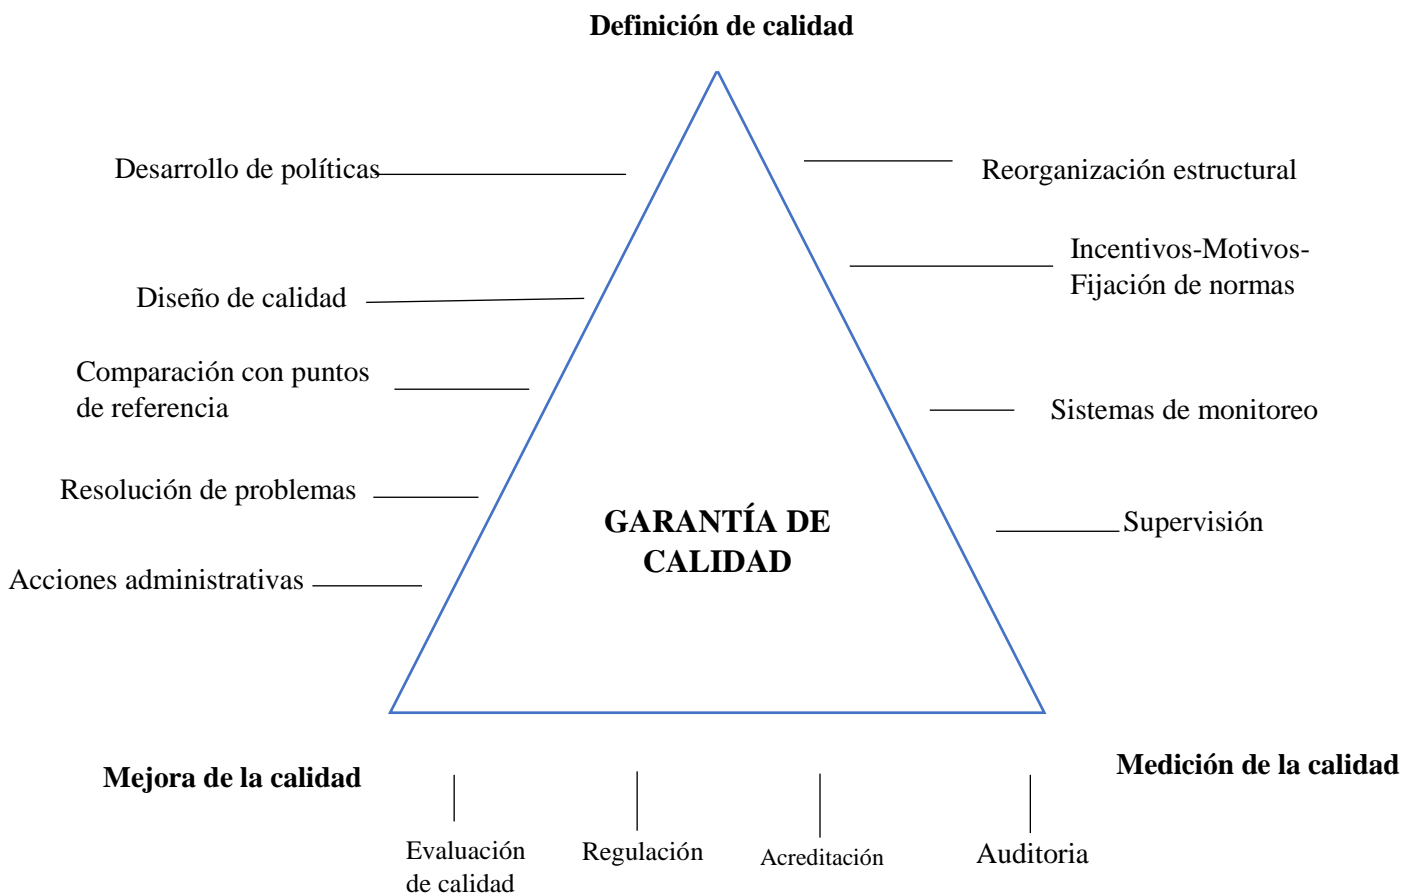 Definición de calidad
Desarrollo de políticas
Reorganización estructural
Incentivos-Motivos-
Fijación de normas
Diseño de calidad
Comparación con puntos
de referencia
Sistemas de monitoreo
Resolución de problemas
GARANTÍA DE
CALIDAD
Supervisión
Acciones administrativas
Mejora de la calidad
Medición de la calidad
Evaluación
de calidad
Regulación
Acreditación
Auditoria